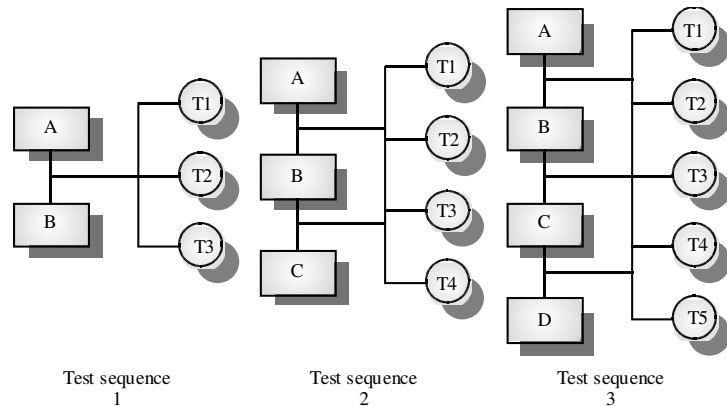 A
B
T1
T2
T3
Test sequence
1
A
B
C
T1
T2
T3
T4
Test sequence
2
A
B
C
D
T1
T2
T3
T4
T5
Test sequence
3